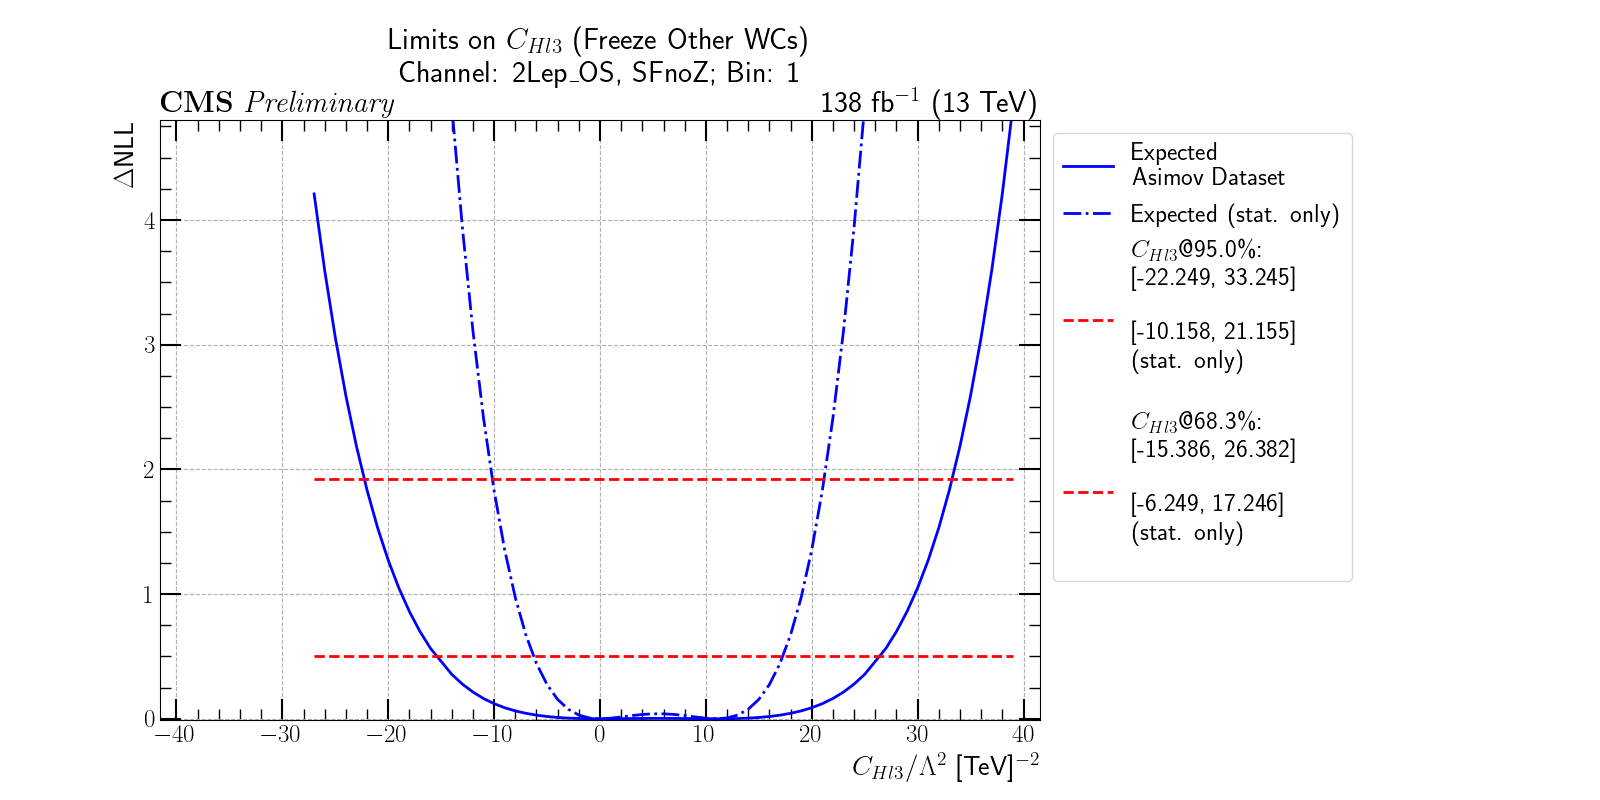 Limits on C_{Hl3} (Freeze Other WCs)
Channel: 2Lep_OS, SFnoZ; Bin: 1
CMS Preliminary
138 fb^{-1} (13 TeV)
ΔNLL
4
3
2
1
0
−40
−30
−20
−10
0
10
20
30
40
C_{Hl3}/Λ^2 [TeV]^{-2}
Expected
Asimov Dataset
Expected (stat. only)
C_{Hl3}@95.0%:
[-22.249, 33.245]
[-10.158, 21.155]
(stat. only)
C_{Hl3}@68.3%:
[-15.386, 26.382]
[-6.249, 17.246]
(stat. only)